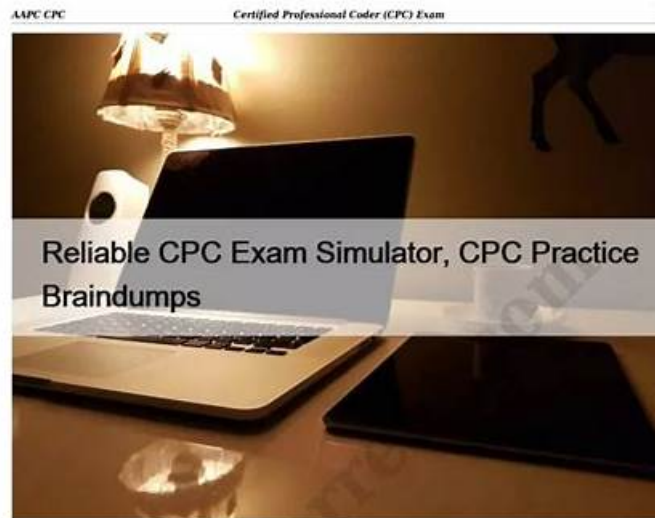 AAPC CPC Certified Professional Coder (CPC) Exam
Reliable CPC Exam Simulator, CPC Practice
Braindumps